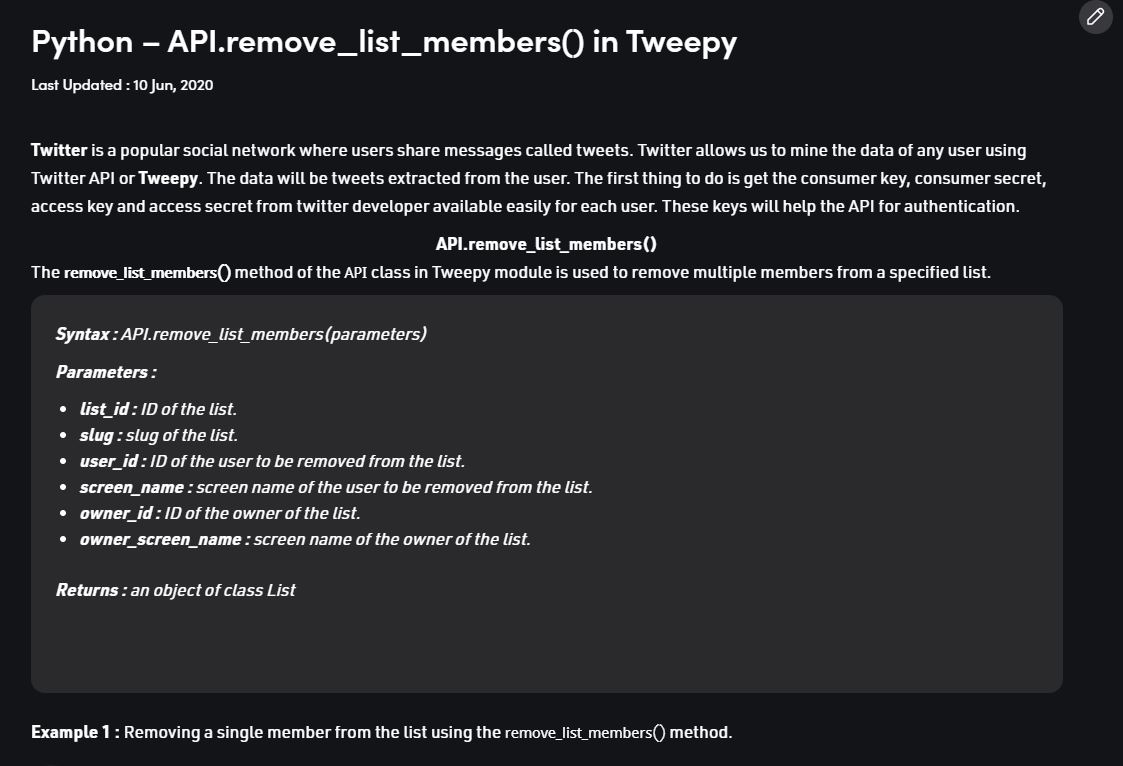 Python – API.remove_list_members() in Tweepy
Last Updated : 10 Jun, 2020
Twitter is a popular social network where users share messages called tweets. Twitter allows us to mine the data of any user using
Twitter API or Tweepy. The data will be tweets extracted from the user. The first thing to do is get the consumer key, consumer secret,
access key and access secret from twitter developer available easily for each user. These keys will help the API for authentication.
API.remove_list_members()
The remove_list_members() method of the API class in Tweepy module is used to remove multiple members from a specified list.
Syntax : API.remove_list_members(parameters)
Parameters :
• list_id : ID of the list.
• slug : slug of the list.
• user_id : ID of the user to be removed from the list.
• screen_name : screen name of the user to be removed from the list.
• owner_id : ID of the owner of the list.
• owner_screen_name : screen name of the owner of the list.
Returns : an object of class List
Example 1 : Removing a single member from the list using the remove_list_members() method.